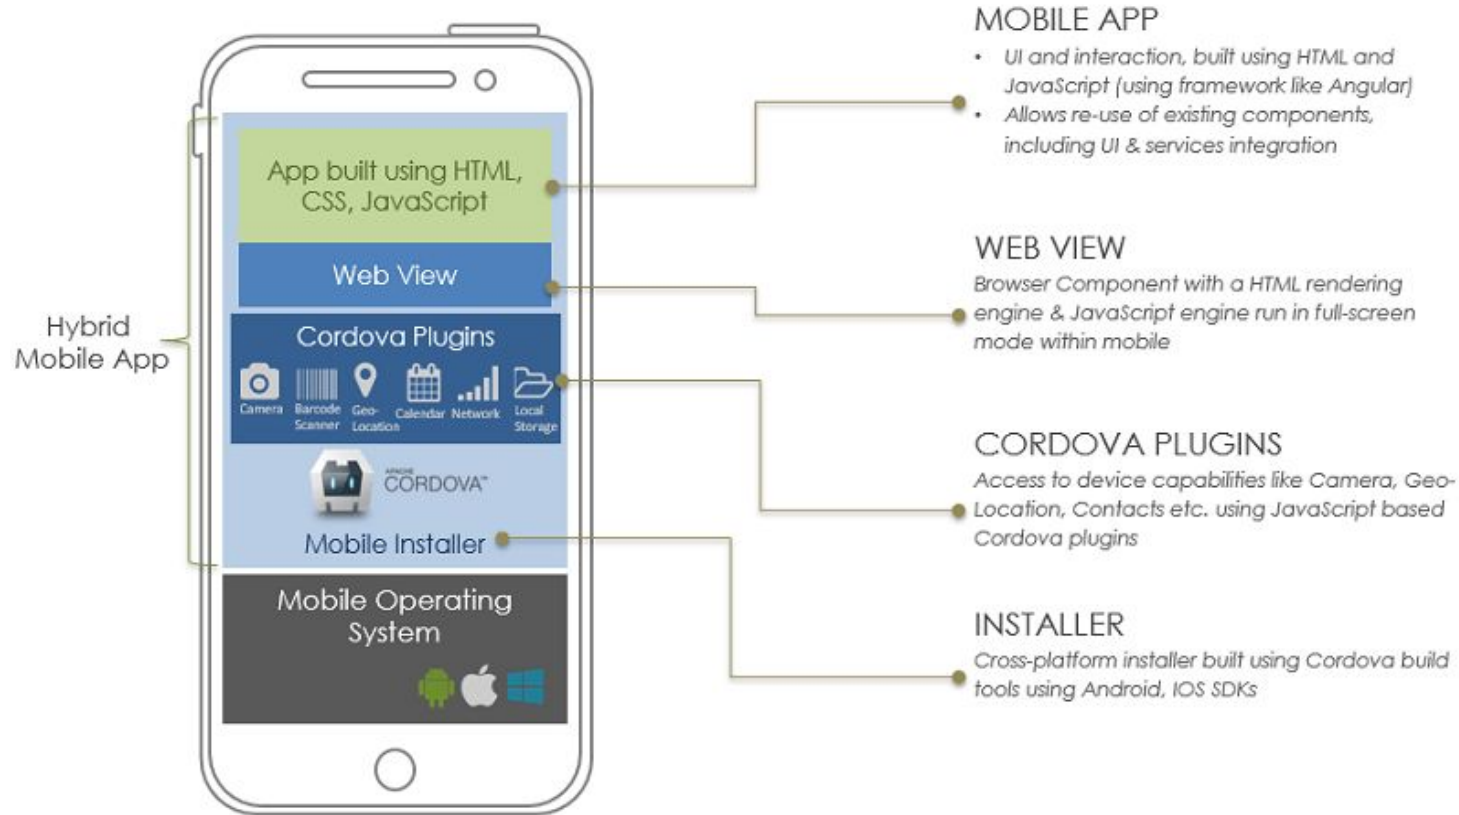 Hybrid
Mobile App
App built using HTML,
CSS, JavaScript
Web View
Cordova Plugins
Camera
Barcode
Scanner
Geo-
Location
Calendar
Network
Local
Storage
APACHE
CORDOVA™
Mobile Installer
Mobile Operating
System
MOBILE APP
• UI and interaction, built using HTML and
JavaScript (using framework like Angular)
• Allows re-use of existing components,
including UI & services integration
WEB VIEW
Browser Component with a HTML rendering
engine & JavaScript engine run in full-screen
mode within mobile
CORDOVA PLUGINS
Access to device capabilities like Camera, Geo-
Location, Contacts etc. using JavaScript based
Cordova plugins
INSTALLER
Cross-platform installer built using Cordova build
tools using Android, IOS SDKs